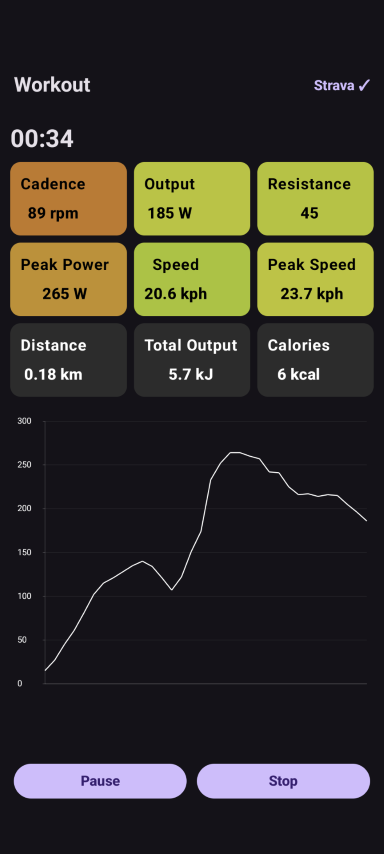 Workout
Strava ✓
00:34
Cadence
89 rpm
Output
185 W
Resistance
45
Peak Power
265 W
Speed
20.6 kph
Peak Speed
23.7 kph
Distance
0.18 km
Total Output
5.7 kJ
Calories
6 kcal
300
250
200
150
100
50
0
Pause
Stop